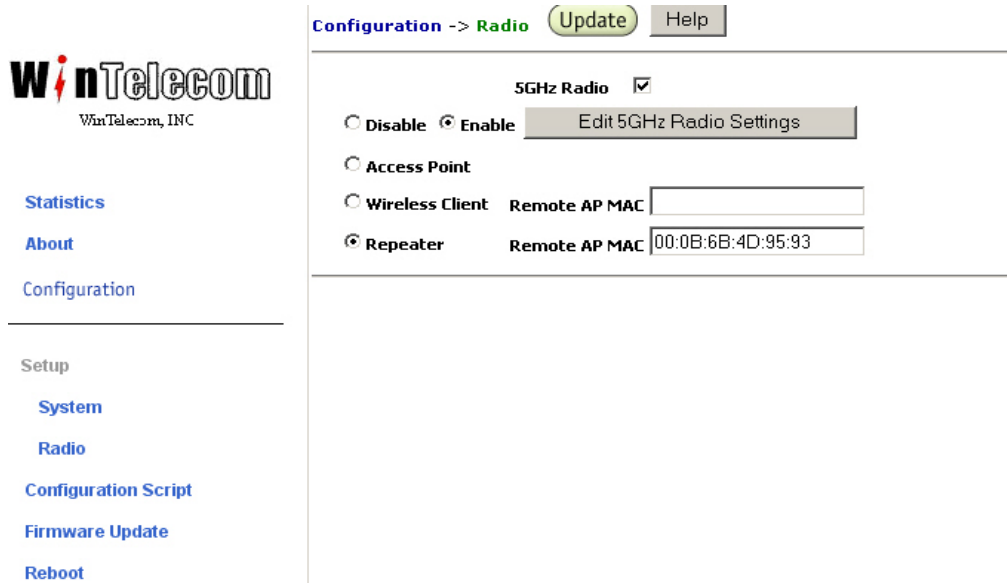 Configuration -> Radio Update Help
WinTelecom
WinTelecom, INC
Statistics
About
Configuration
Setup
System
Radio
Configuration Script
Firmware Update
Reboot
5GHz Radio
Disable Enable Edit 5GHz Radio Settings
Access Point
Wireless Client Remote AP MAC
Repeater Remote AP MAC 00:0B:6B:4D:95:93